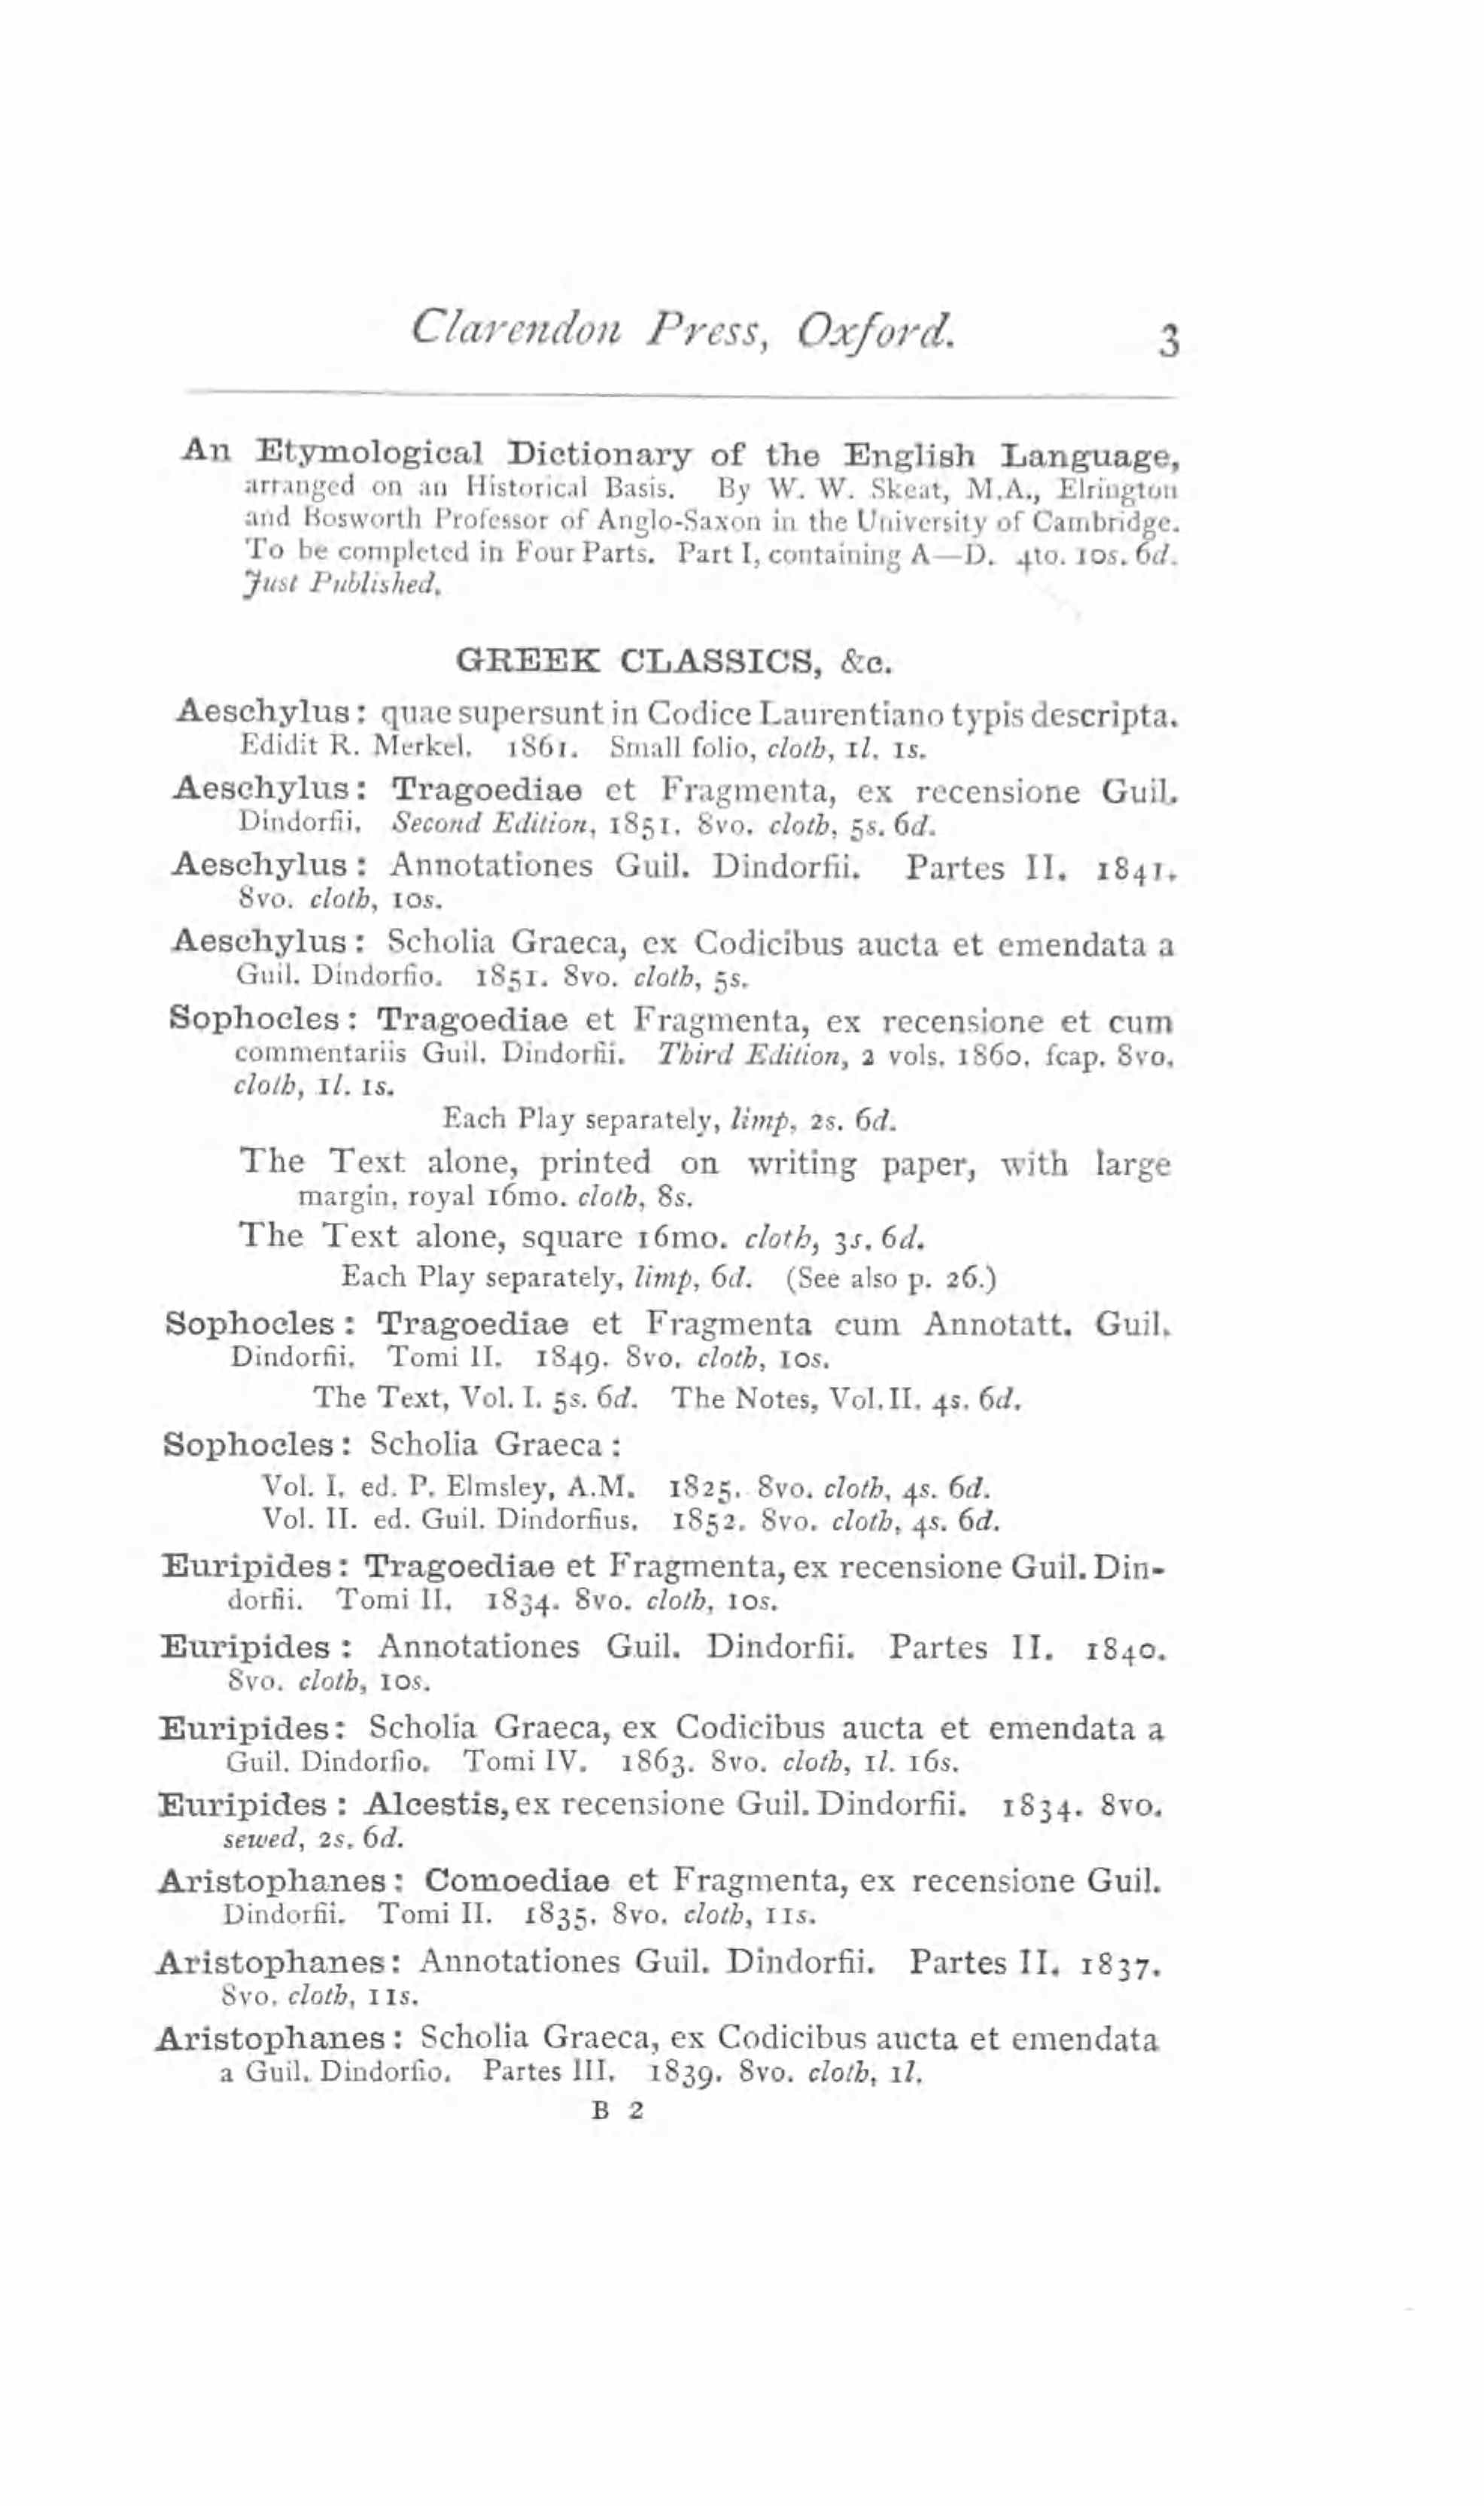 Clarendon Press, Oxford. 3
An Etymological Dictionary of the English Language,
arranged on an Historical Basis. By W. W. Skeat, M.A., Elrington
and Bosworth Professor of Anglo-Saxon in the University of Cambridge.
To be completed in Four Parts. Part I, containing A—D. 4to. 10s. 6d.
Just Published.
GREEK CLASSICS, &c.
Aeschylus: quae supersunt in Codice Laurentiano typis descripta.
Edidit R. Merkel. 1861. Small folio, cloth, 1l. 1s.
Aeschylus: Tragoediae et Fragmenta, ex recensione Guil.
Dindorfii. Second Edition, 1851. 8vo. cloth, 5s. 6d.
Aeschylus: Annotationes Guil. Dindorfii. Partes II. 1841.
8vo. cloth, 10s.
Aeschylus: Scholia Graeca, ex Codicibus aucta et emendata a
Guil. Dindorfio. 1851. 8vo. cloth, 5s.
Sophocles: Tragoediae et Fragmenta, ex recensione et cum
commentariis Guil. Dindorfii. Third Edition, 2 vols. 1860. fcap. 8vo.
cloth, 1l. 1s.
Each Play separately, limp, 2s. 6d.
The Text alone, printed on writing paper, with large
margin, royal 16mo. cloth, 8s.
The Text alone, square 16mo. cloth, 3s. 6d.
Each Play separately, limp, 6d. (See also p. 26.)
Sophocles: Tragoediae et Fragmenta cum Annotatt. Guil.
Dindorfii. Tomi II. 1849. 8vo. cloth, 10s.
The Text, Vol. I. 5s. 6d. The Notes, Vol. II. 4s. 6d.
Sophocles: Scholia Graeca:
Vol. I. ed. P. Elmsley, A.M. 1825. 8vo. cloth, 4s. 6d.
Vol. II. ed. Guil. Dindorfius. 1852. 8vo. cloth, 4s. 6d.
Euripides: Tragoediae et Fragmenta, ex recensione Guil. Din-
dorfii. Tomi II. 1834. 8vo. cloth, 10s.
Euripides: Annotationes Guil. Dindorfii. Partes II. 1840.
8vo. cloth, 10s.
Euripides: Scholia Graeca, ex Codicibus aucta et emendata a
Guil. Dindorfio. Tomi IV. 1863. 8vo. cloth, 1l. 16s.
Euripides: Alcestis, ex recensione Guil. Dindorfii. 1834. 8vo.
sewed, 2s. 6d.
Aristophanes: Comoediae et Fragmenta, ex recensione Guil.
Dindorfii. Tomi II. 1835. 8vo. cloth, 11s.
Aristophanes: Annotationes Guil. Dindorfii. Partes II. 1837.
8vo. cloth, 11s.
Aristophanes: Scholia Graeca, ex Codicibus aucta et emendata
a Guil. Dindorfio. Partes III. 1839. 8vo. cloth, 1l.
B 2